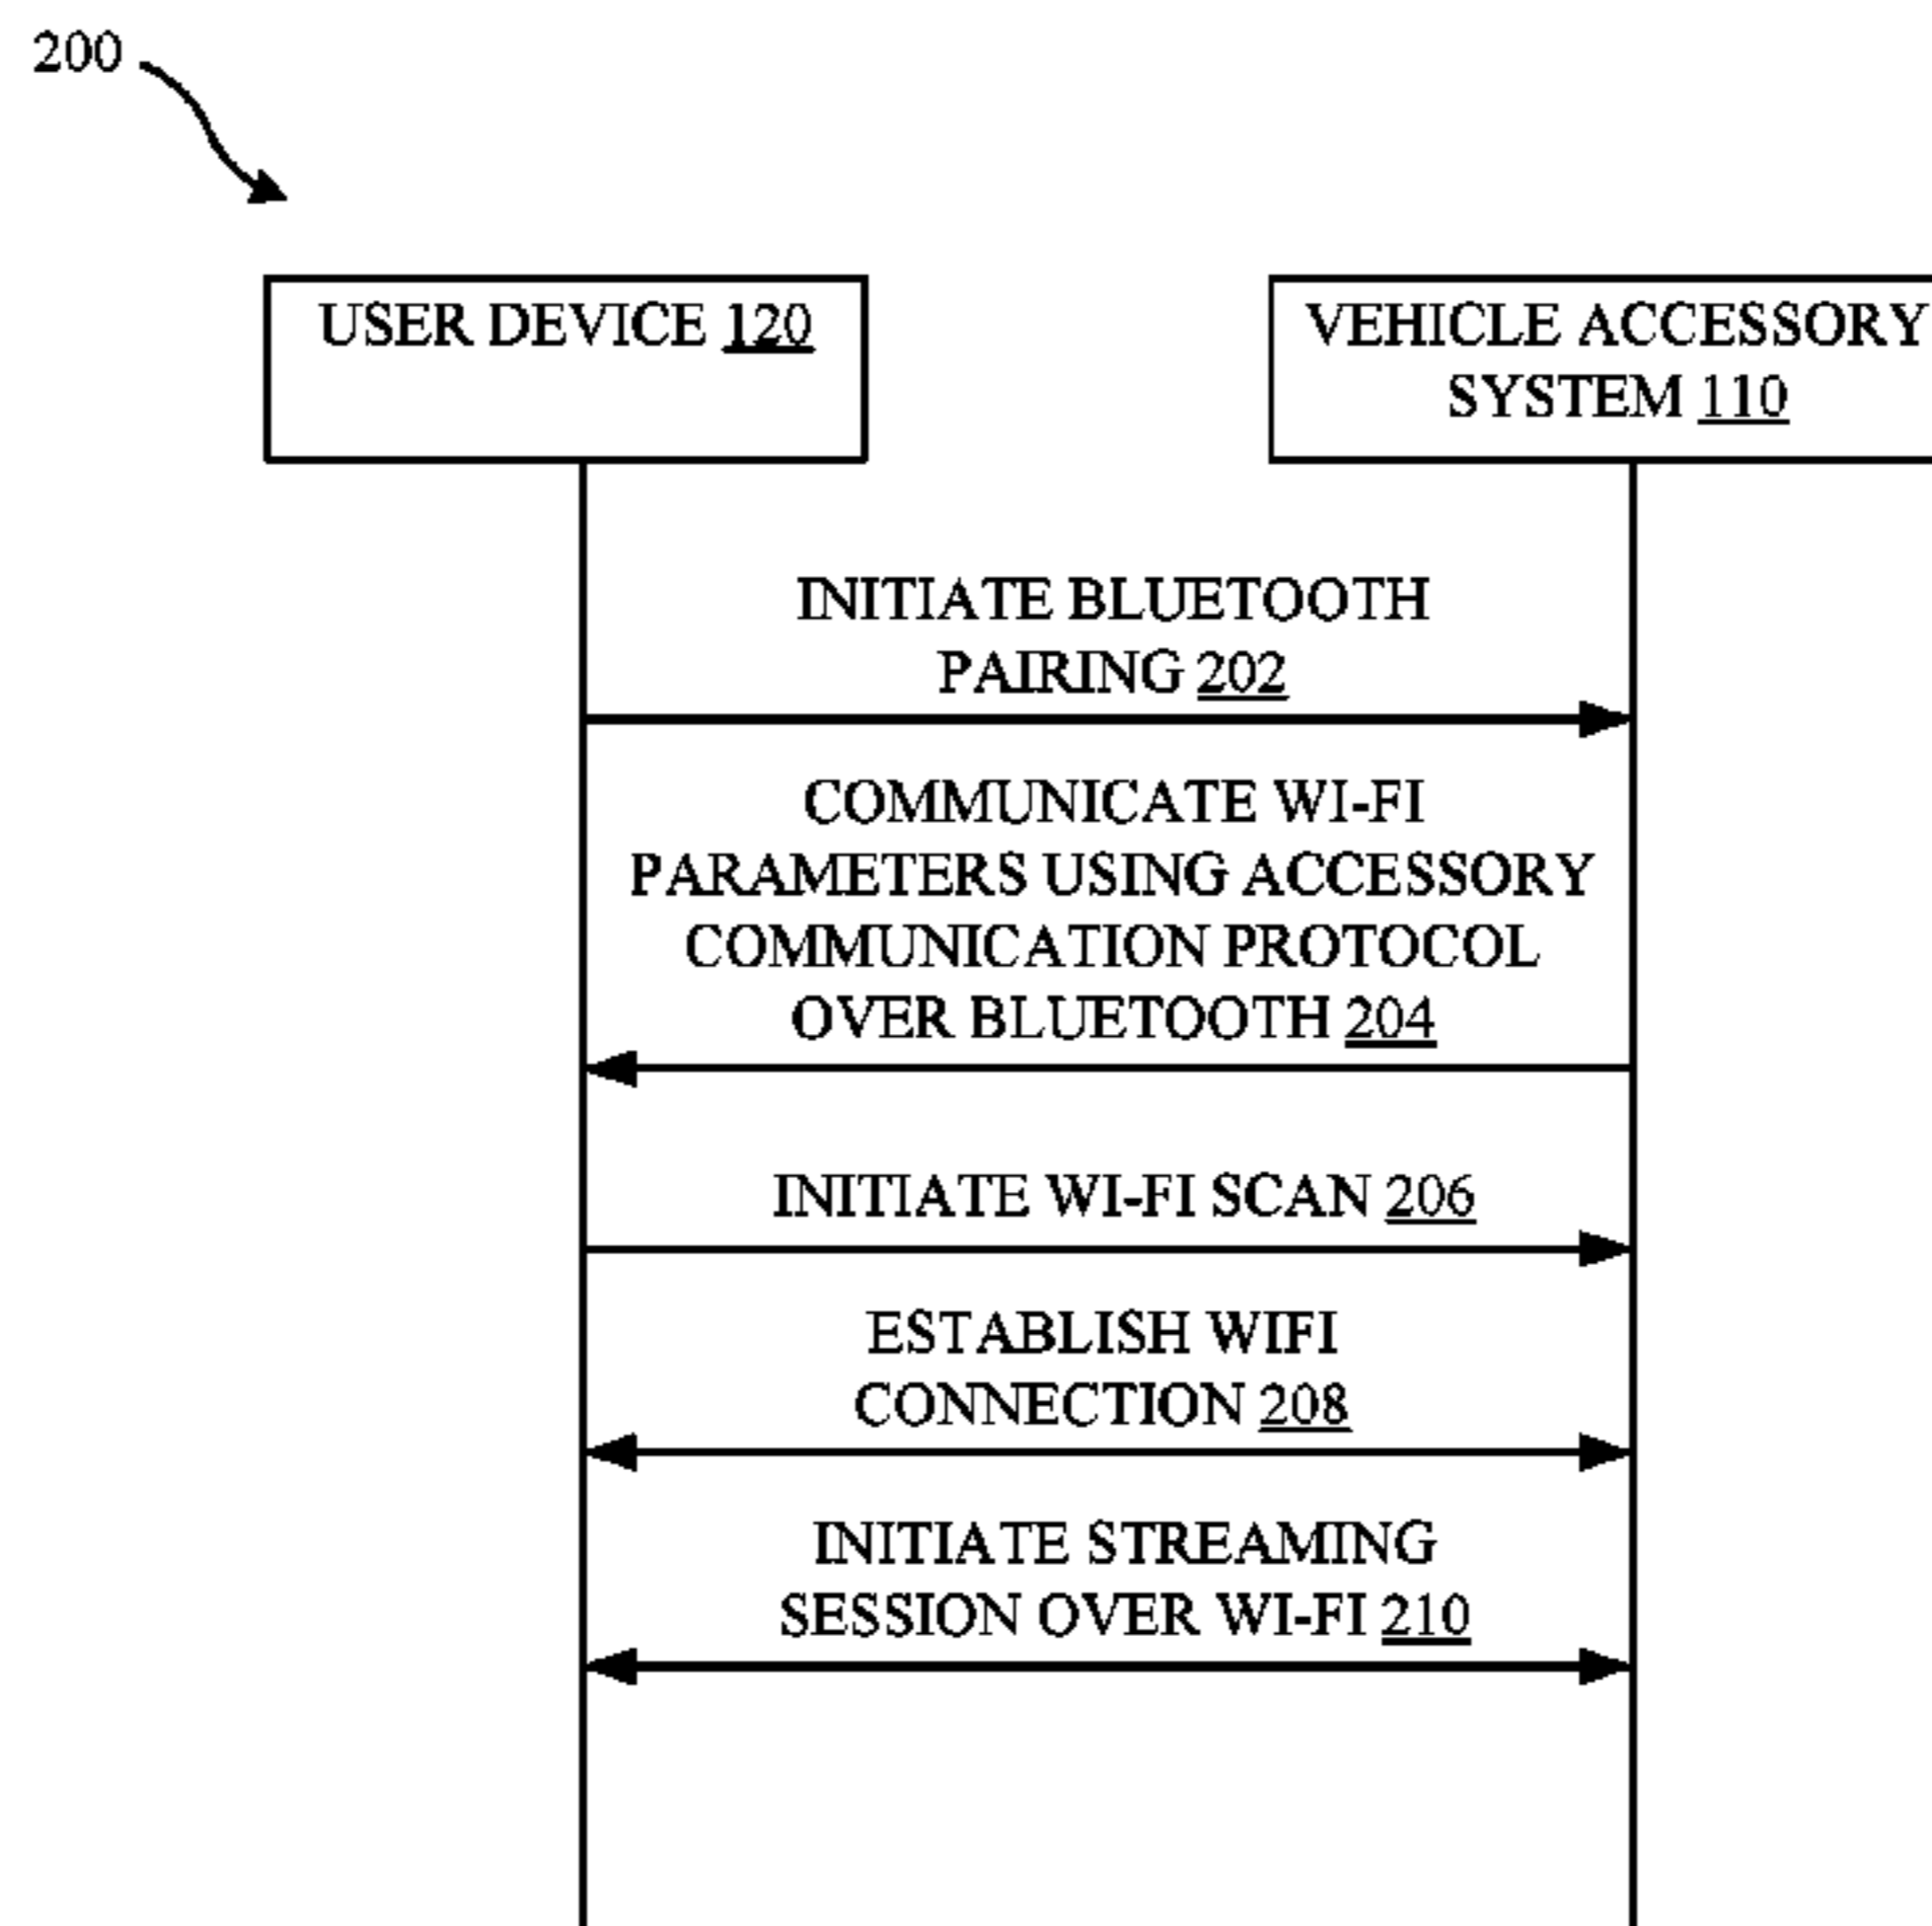 200
USER DEVICE 120
VEHICLE ACCESSORY
SYSTEM 110
INITIATE BLUETOOTH
PAIRING 202
COMMUNICATE WI-FI
PARAMETERS USING ACCESSORY
COMMUNICATION PROTOCOL
OVER BLUETOOTH 204
INITIATE WI-FI SCAN 206
ESTABLISH WIFI
CONNECTION 208
INITIATE STREAMING
SESSION OVER WI-FI 210